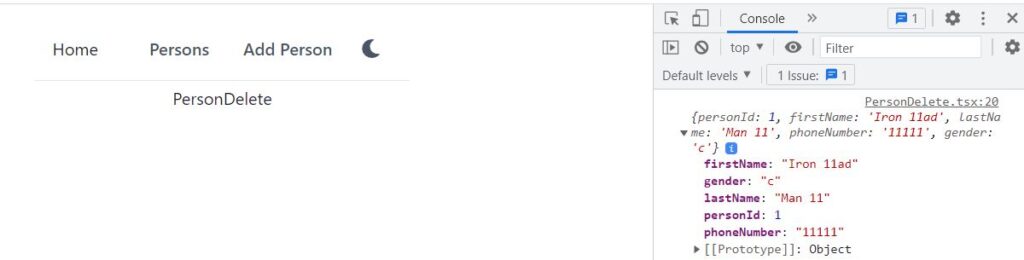 Home Persons Add Person
PersonDelete
Console » 1
top ▼ Filter
Default levels ▼ 1 Issue: 1
PersonDelete.tsx:20
{personId: 1, firstName: 'Iron 11ad', lastNa
▼me: 'Man 11', phoneNumber: '11111', gender:
'c'} i
firstName: "Iron 11ad"
gender: "c"
lastName: "Man 11"
personId: 1
phoneNumber: "11111"
▶[[Prototype]]: Object